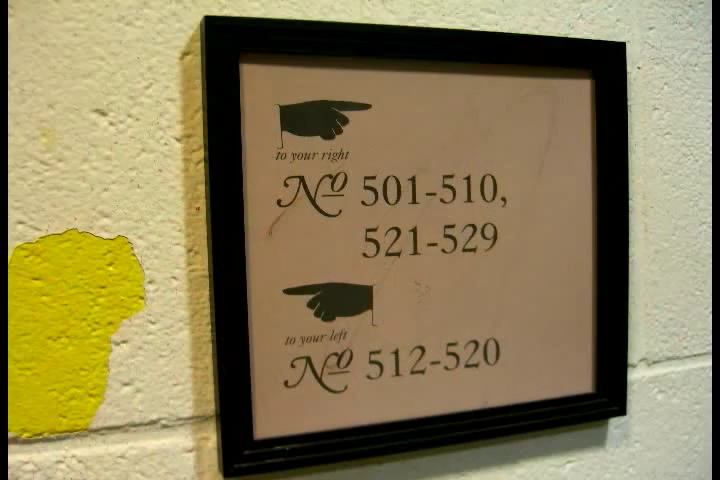 to your right
Nº 501-510,
521-529
to your left
Nº 512-520